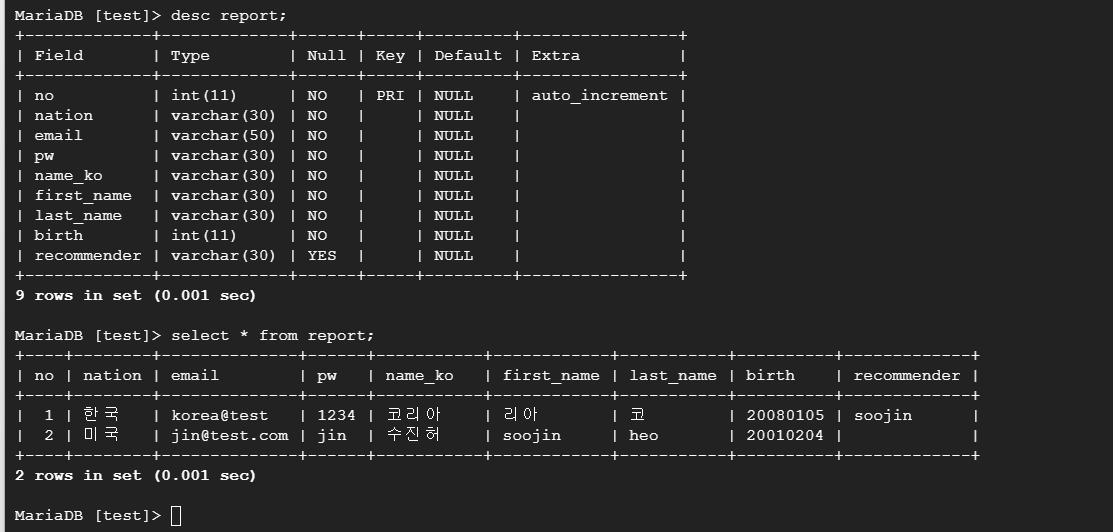 MariaDB [test]> desc report;
+-------------+-------------+------+-----+---------+----------------+
| Field       | Type        | Null | Key | Default | Extra          |
+-------------+-------------+------+-----+---------+----------------+
| no          | int(11)     | NO   | PRI | NULL    | auto_increment |
| nation      | varchar(30) | NO   |     | NULL    |                |
| email       | varchar(50) | NO   |     | NULL    |                |
| pw          | varchar(30) | NO   |     | NULL    |                |
| name_ko     | varchar(30) | NO   |     | NULL    |                |
| first_name  | varchar(30) | NO   |     | NULL    |                |
| last_name   | varchar(30) | NO   |     | NULL    |                |
| birth       | int(11)     | NO   |     | NULL    |                |
| recommender | varchar(30) | YES  |     | NULL    |                |
+-------------+-------------+------+-----+---------+----------------+
9 rows in set (0.001 sec)
MariaDB [test]> select * from report;
+----+--------+--------------+------+-----------+------------+-----------+----------+-------------+
| no | nation | email        | pw   | name_ko   | first_name | last_name | birth    | recommender |
+----+--------+--------------+------+-----------+------------+-----------+----------+-------------+
|  1 | 한국   | korea@test   | 1234 | 코리아    | 리아       | 코        | 20080105 | soojin      |
|  2 | 미국   | jin@test.com | jin  | 수진허    | soojin     | heo       | 20010204 |             |
+----+--------+--------------+------+-----------+------------+-----------+----------+-------------+
2 rows in set (0.001 sec)
MariaDB [test]>